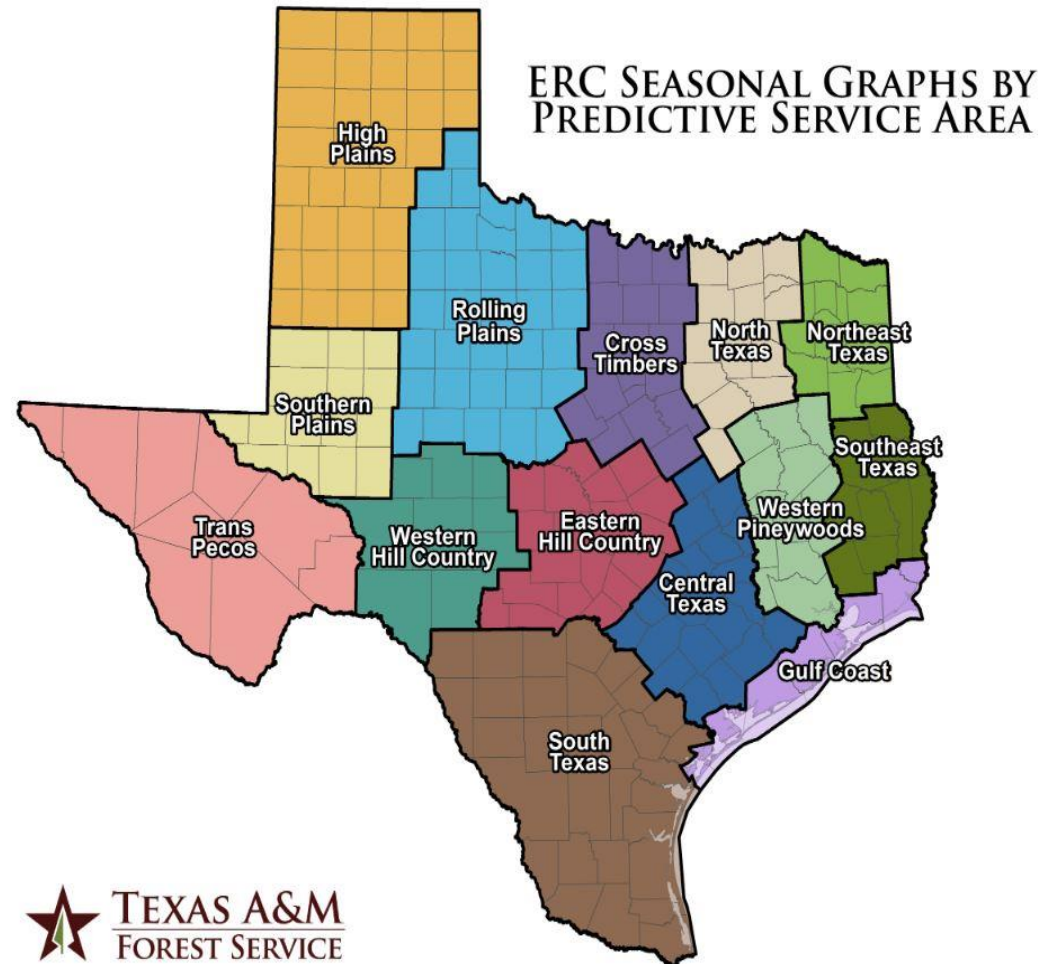 ERC SEASONAL GRAPHS BY
PREDICTIVE SERVICE AREA
High
Plains
Rolling
Plains
Cross
Timbers
North
Texas
Northeast
Texas
Southern
Plains
Southeast
Texas
Trans
Pecos
Western
Hill Country
Eastern
Hill Country
Western
Pineywoods
Central
Texas
Gulf Coast
South
Texas
TEXAS A&M
FOREST SERVICE